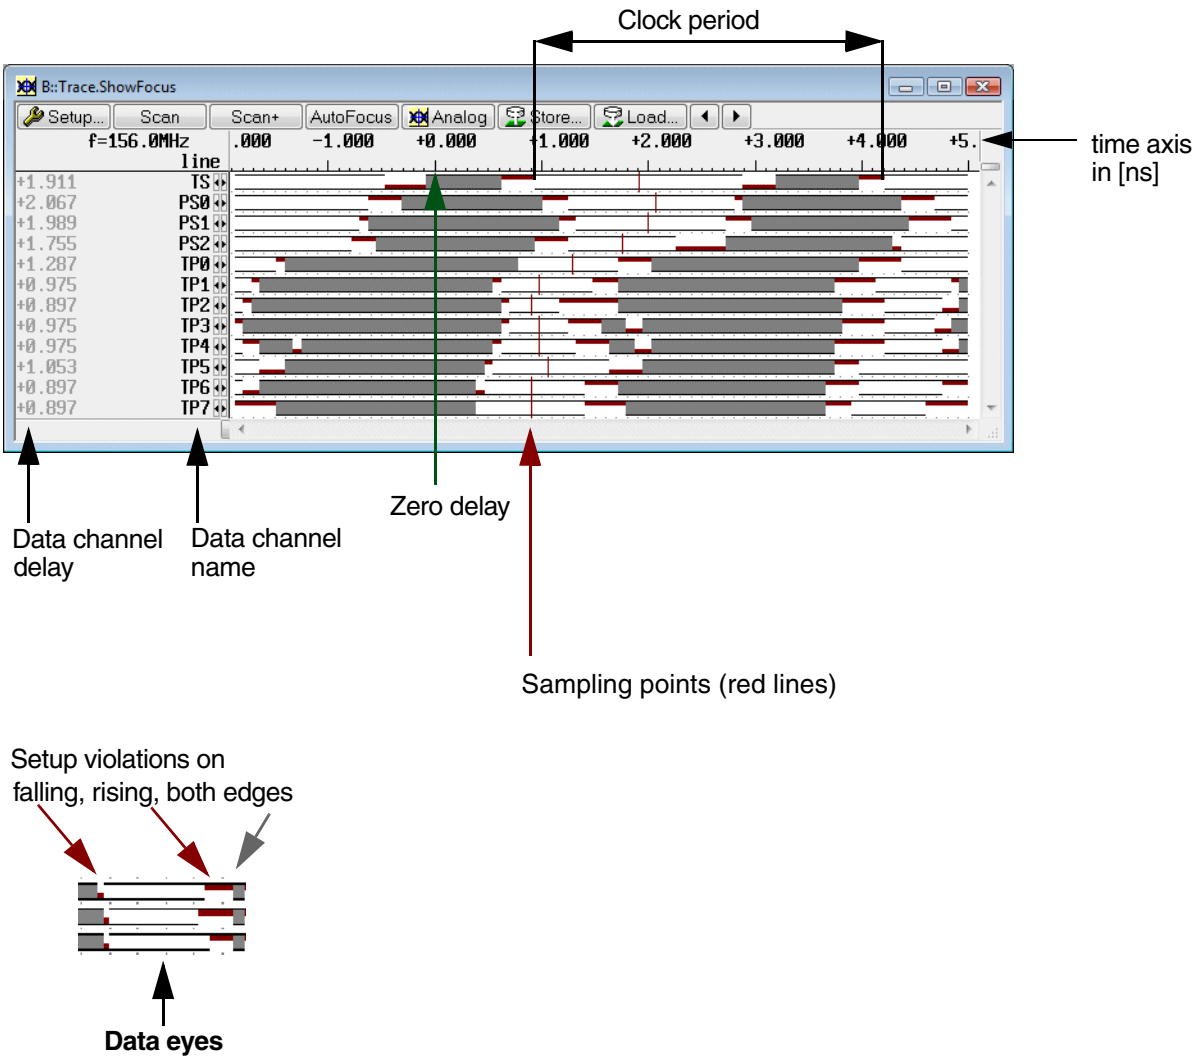 Clock period
B::Trace.ShowFocus
Setup... Scan Scan+ AutoFocus Analog Store... Load...
f=156.0MHz .000 -1.000 +0.000 +1.000 +2.000 +3.000 +4.000 +5.
line
time axis
in [ns]
+1.911 TS
+2.067 PS0
+1.989 PS1
+1.755 PS2
+1.287 TP0
+0.975 TP1
+0.897 TP2
+0.975 TP3
+0.975 TP4
+1.053 TP5
+0.897 TP6
+0.897 TP7
Zero delay
Data channel
delay
Data channel
name
Sampling points (red lines)
Setup violations on
falling, rising, both edges
Data eyes